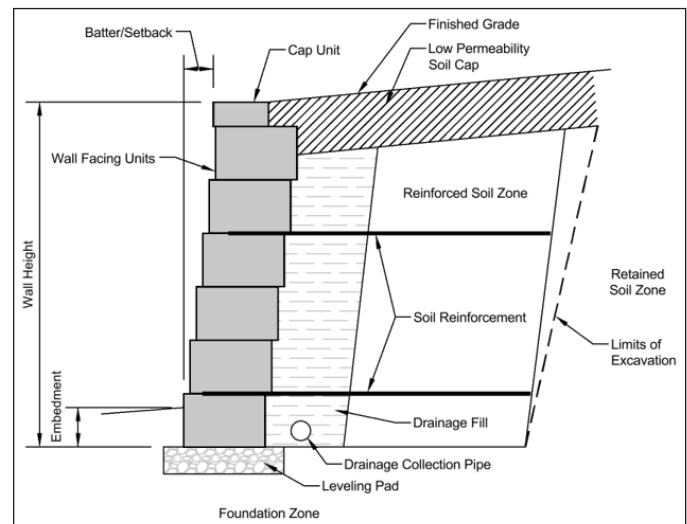 Batter/Setback
Cap Unit
Finished Grade
Low Permeability
Soil Cap
Wall Facing Units
Reinforced Soil Zone
Wall Height
Retained
Soil Zone
Soil Reinforcement
Limits of
Excavation
Embedment
Drainage Fill
Drainage Collection Pipe
Leveling Pad
Foundation Zone